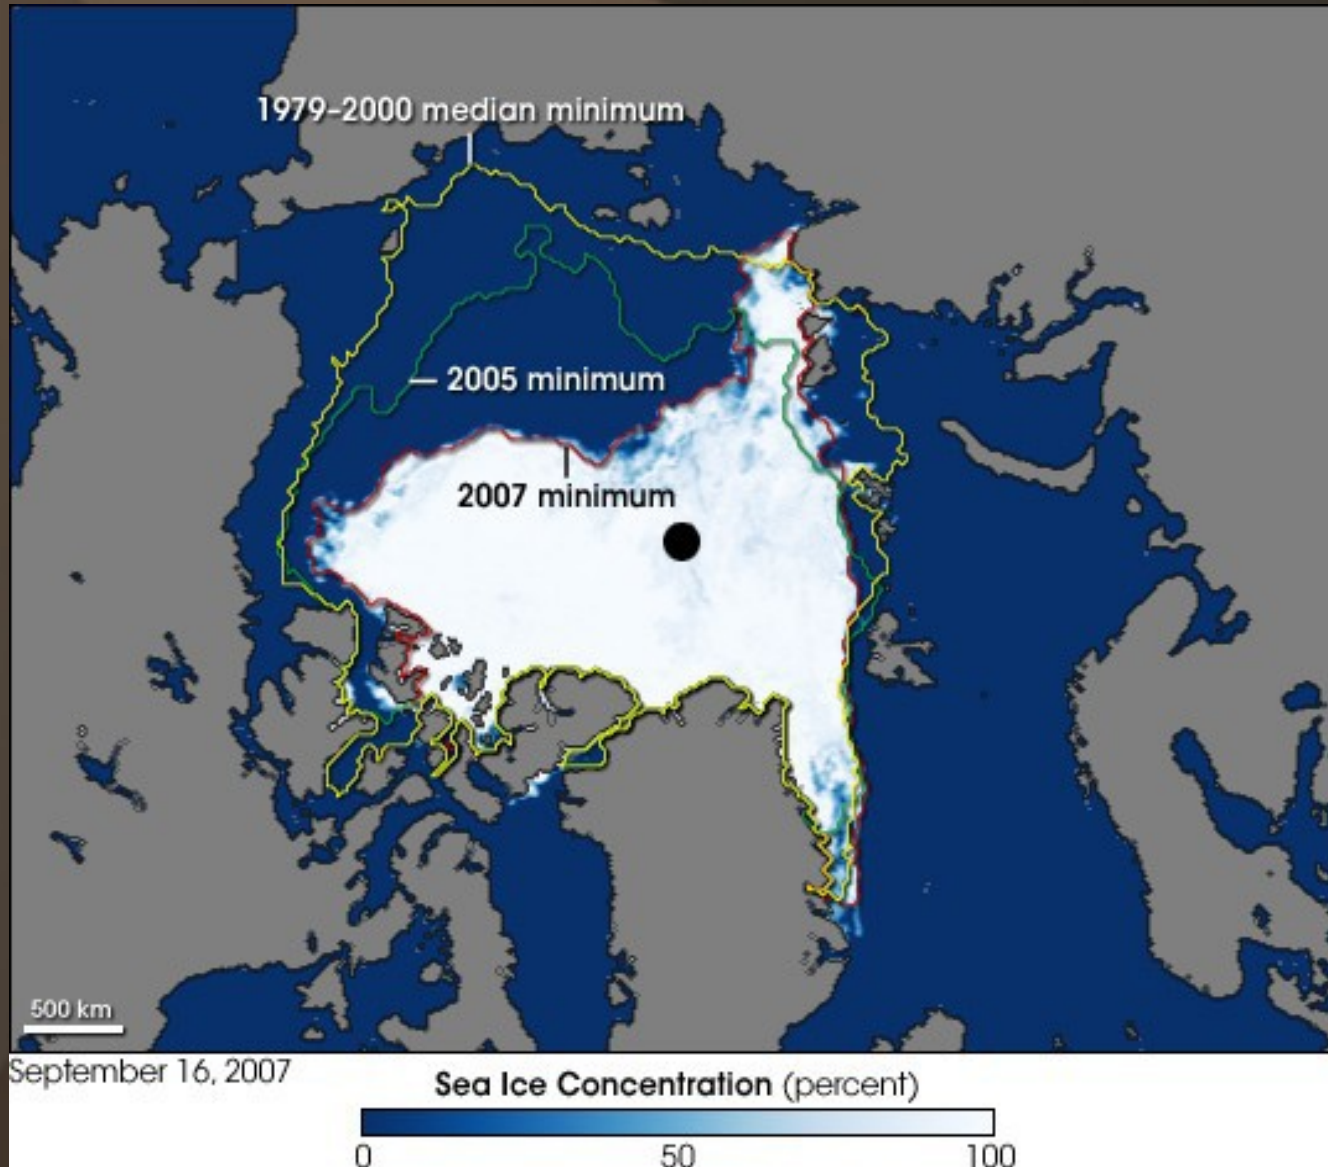 1979-2000 median minimum
2005 minimum
2007 minimum
500 km
September 16, 2007
Sea Ice Concentration (percent)
0 50 100